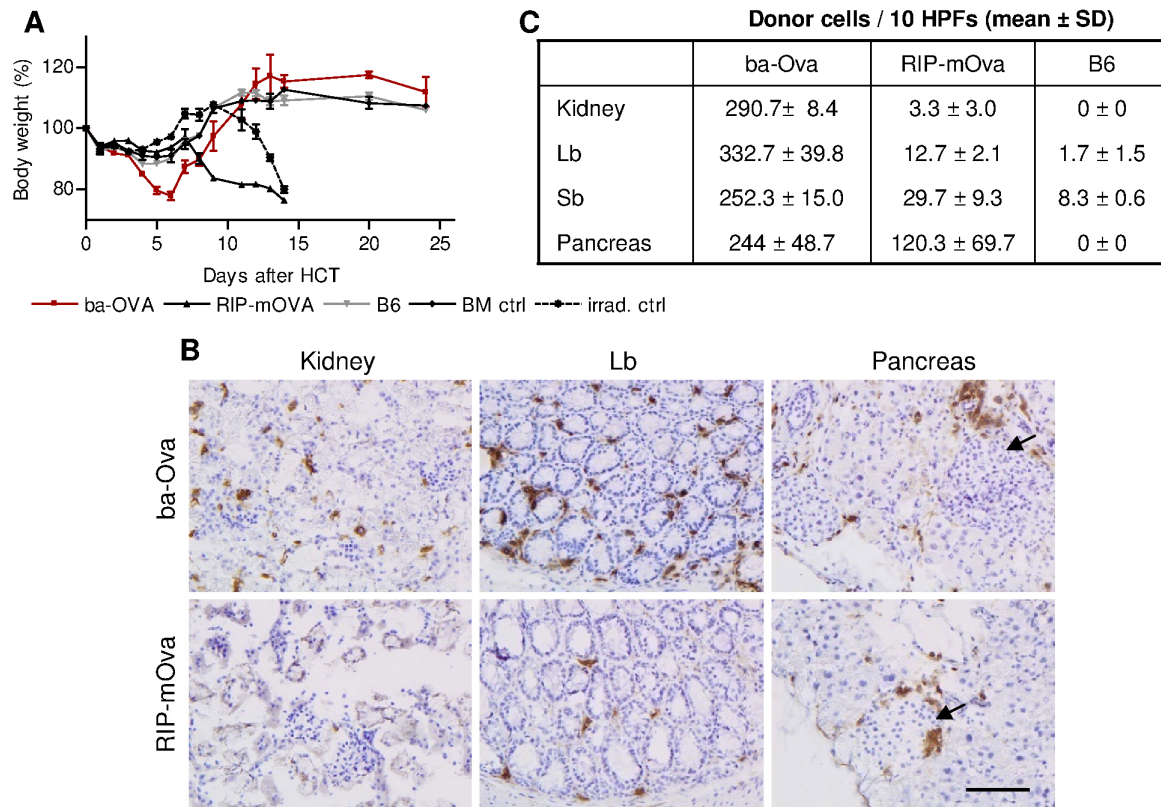 A
120
100
80
Body weight (%)
0 5 10 15 20 25
Days after HCT
ba-OVA RIP-mOVA B6 BM ctrl irrad. ctrl
C
Donor cells / 10 HPFs (mean ± SD)
ba-Ova RIP-mOva B6
Kidney 290.7± 8.4 3.3 ± 3.0 0 ± 0
Lb 332.7 ± 39.8 12.7 ± 2.1 1.7 ± 1.5
Sb 252.3 ± 15.0 29.7 ± 9.3 8.3 ± 0.6
Pancreas 244 ± 48.7 120.3 ± 69.7 0 ± 0
B
Kidney Lb Pancreas
ba-Ova
RIP-mOva